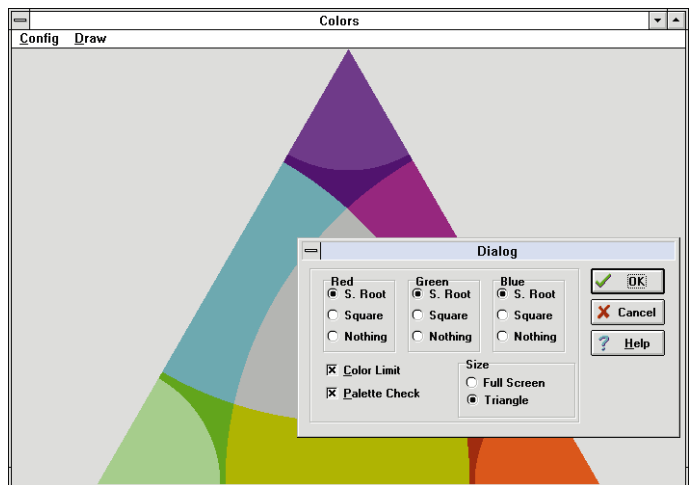 Colors
Config Draw
Dialog
Red Green Blue
S. Root S. Root S. Root OK
Square Square Square Cancel
Nothing Nothing Nothing Help
Color Limit
Palette Check
Size
Full Screen
Triangle